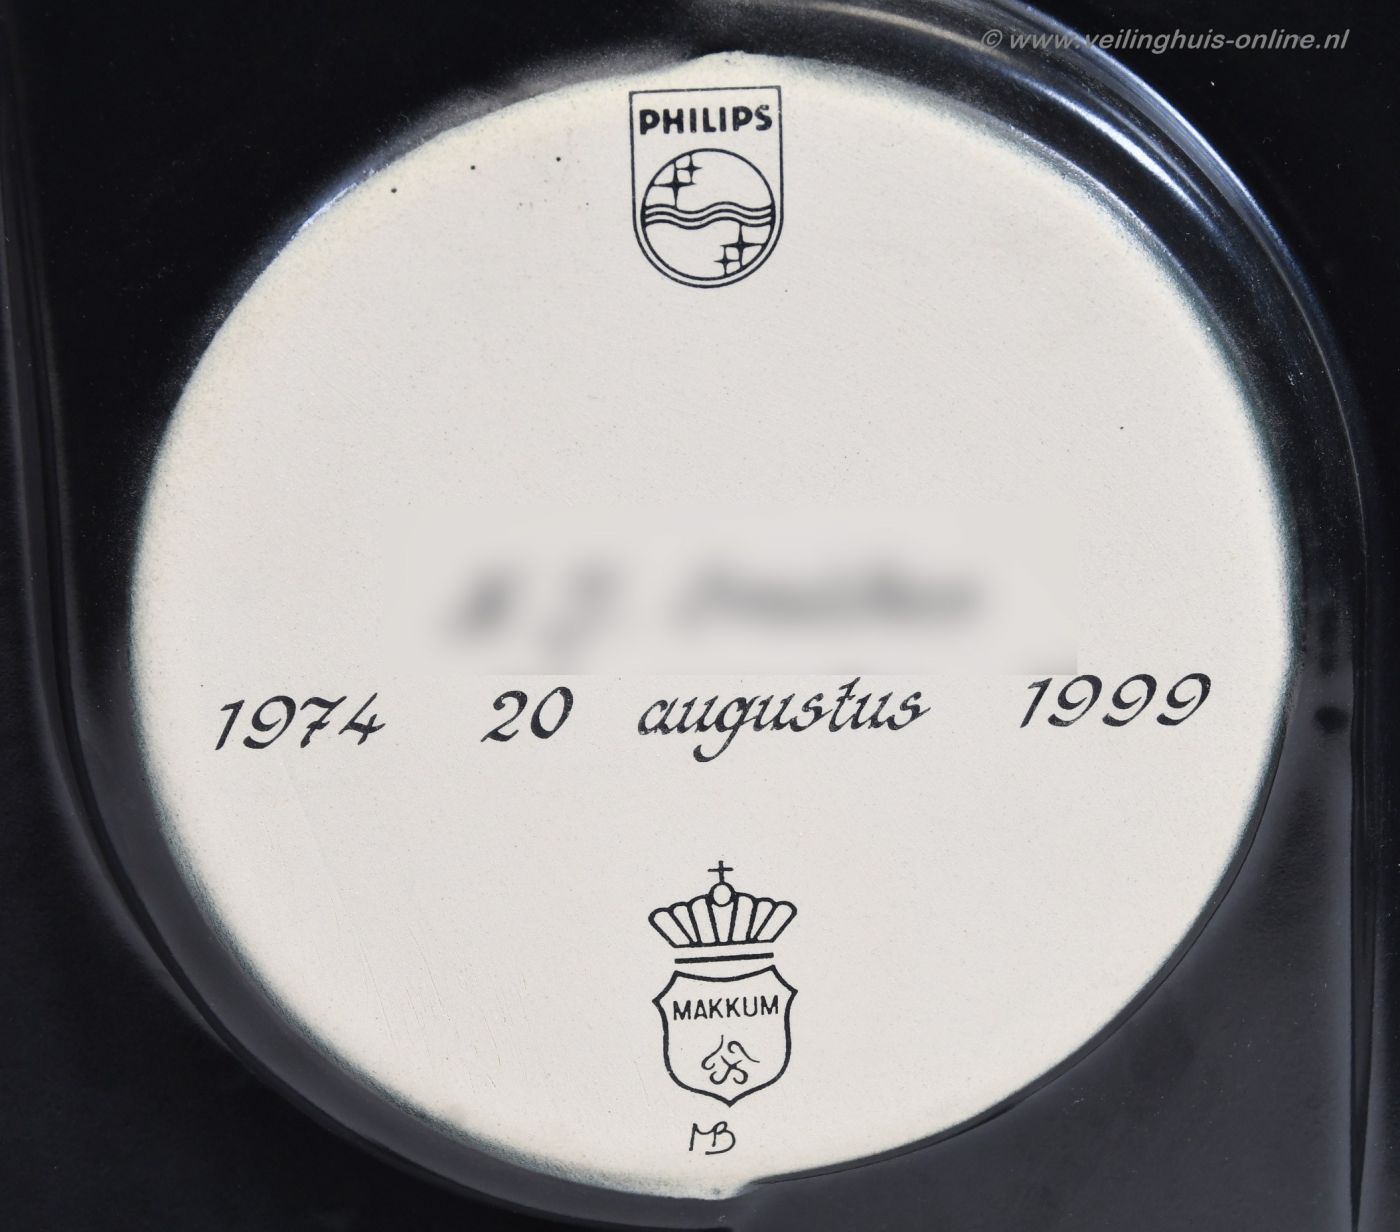 © www.veilinghuis-online.nl
PHILIPS
1974 20 augustus 1999
MAKKUM
MB